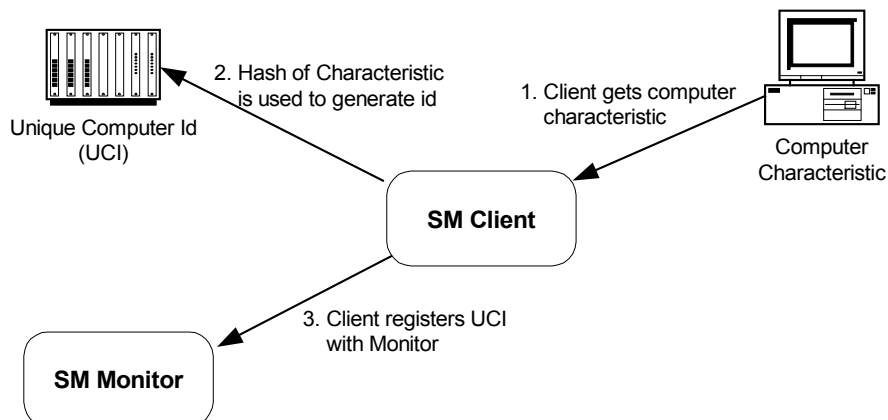 2. Hash of Characteristic
is used to generate id
1. Client gets computer
characteristic
Unique Computer Id
(UCI)
Computer
Characteristic
SM Client
3. Client registers UCI
with Monitor
SM Monitor